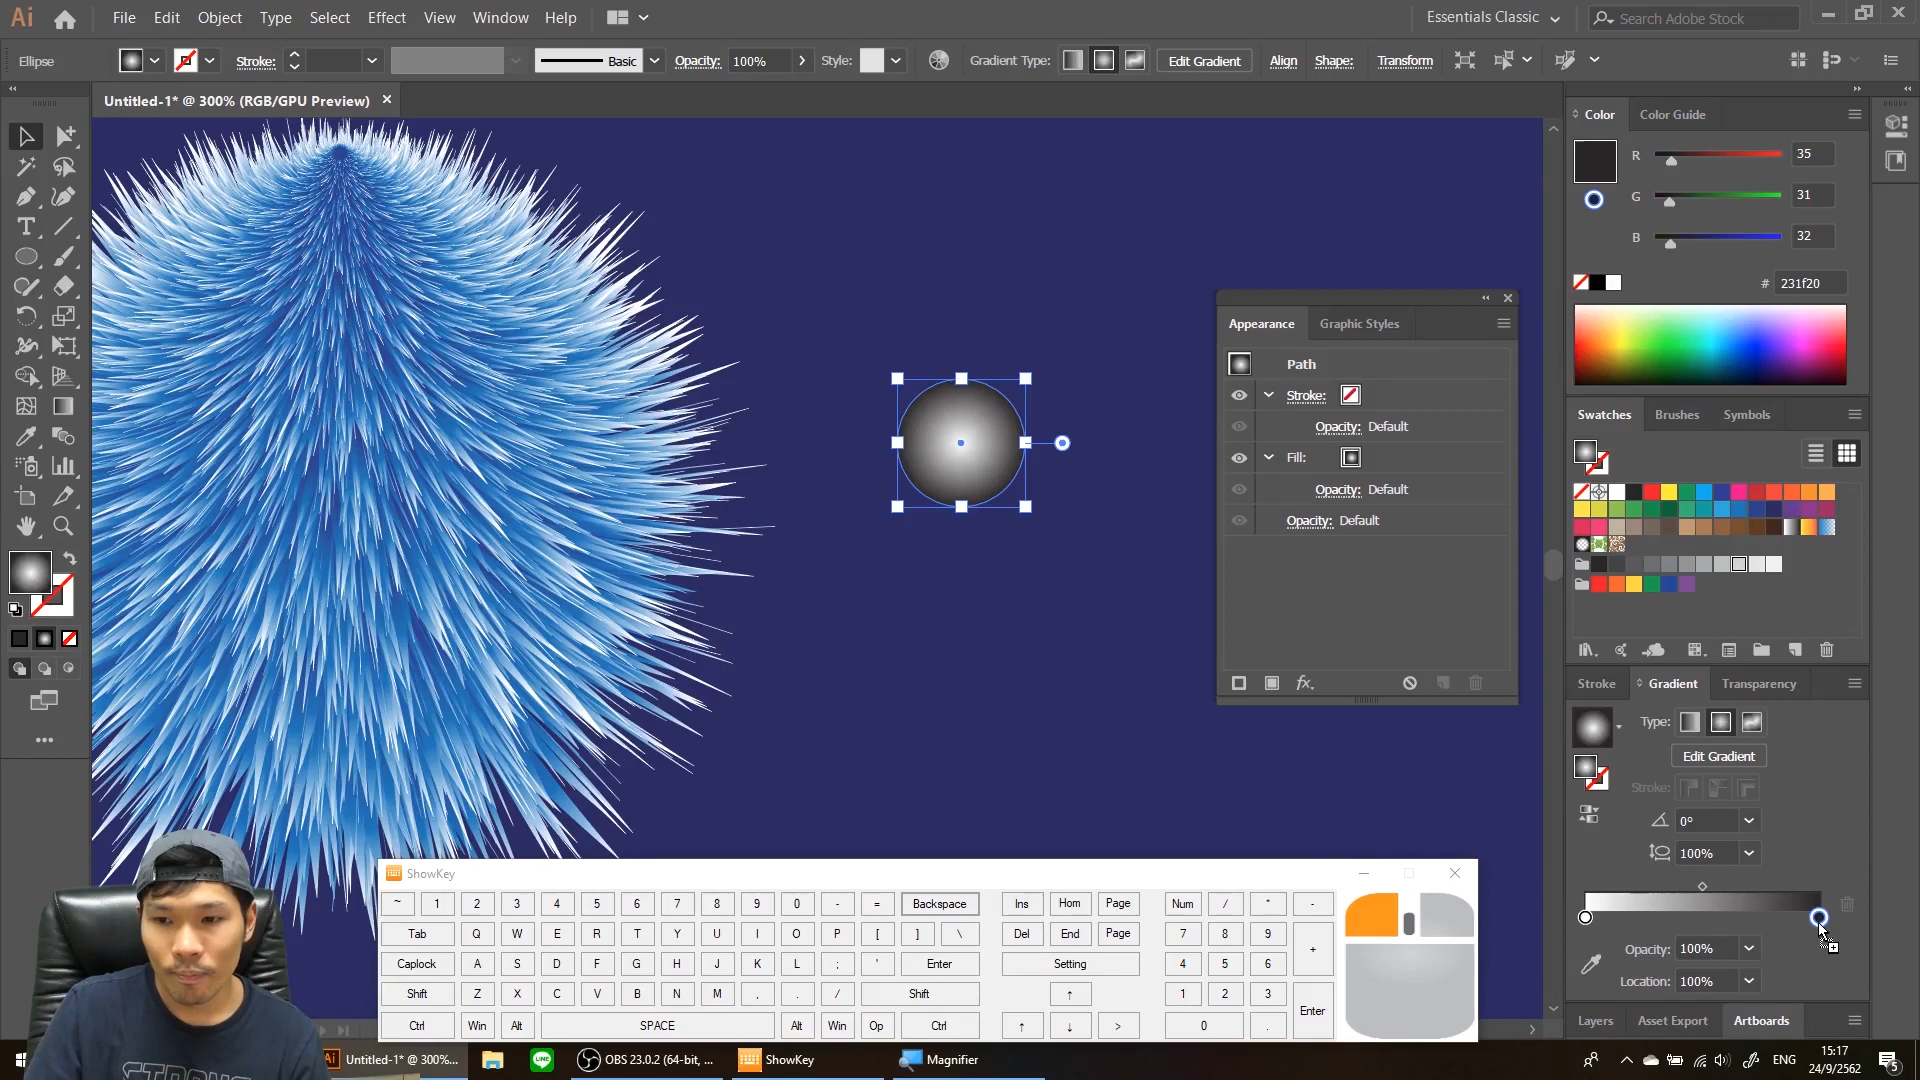 Ai File Edit Object Type Select Effect View Window Help Essentials Classic Search Adobe Stock
Ellipse Stroke: Basic Opacity: 100% Style: Gradient Type: Edit Gradient Align Shape: Transform
Untitled-1* @ 300% (RGB/GPU Preview)
Color Color Guide
R 35
G 31
B 32
# 231f20
Appearance Graphic Styles
Path
Stroke:
Opacity: Default
Fill:
Opacity: Default
Opacity: Default
fx
Swatches Brushes Symbols
Stroke Gradient Transparency
Type:
Edit Gradient
Stroke:
0°
100%
Opacity: 100%
Location: 100%
Layers Asset Export Artboards
ShowKey
~ 1 2 3 4 5 6 7 8 9 0 - = Backspace Ins Hom Page Num / * -
Tab Q W E R T Y U I O P [ ] \ Del End Page 7 8 9 +
Caplock A S D F G H J K L ; ' Enter Setting 4 5 6
Shift Z X C V B N M , . / Shift ↑ 1 2 3 Enter
Ctrl Win Alt SPACE Alt Win Op Ctrl ↑ ↓ > 0 .
Untitled-1* @ 300%... LINE OBS 23.0.2 (64-bit, ... ShowKey Magnifier ENG 15:17
24/9/2562 5